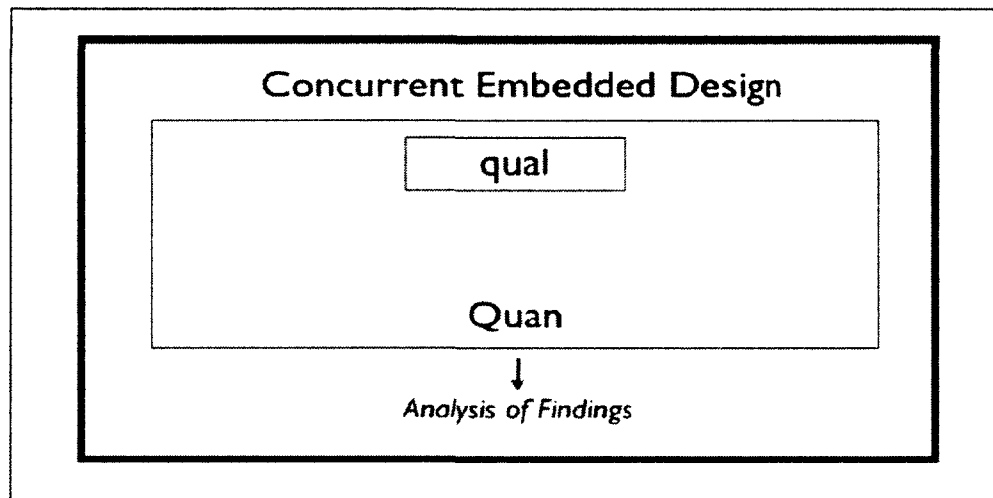 Concurrent Embedded Design
qual
Quan
Analysis of Findings